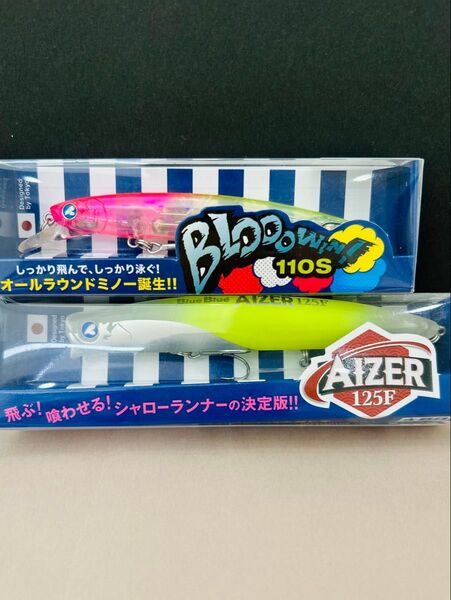 Designed
by Tokyo
BLOOOWIN!
110S
しっかり飛んで、しっかり泳ぐ!
オールラウンドミノー誕生!!
BlueBlue AIZER 125F
AIZER
125F
飛ぶ!喰わせる!シャローランナーの決定版!!